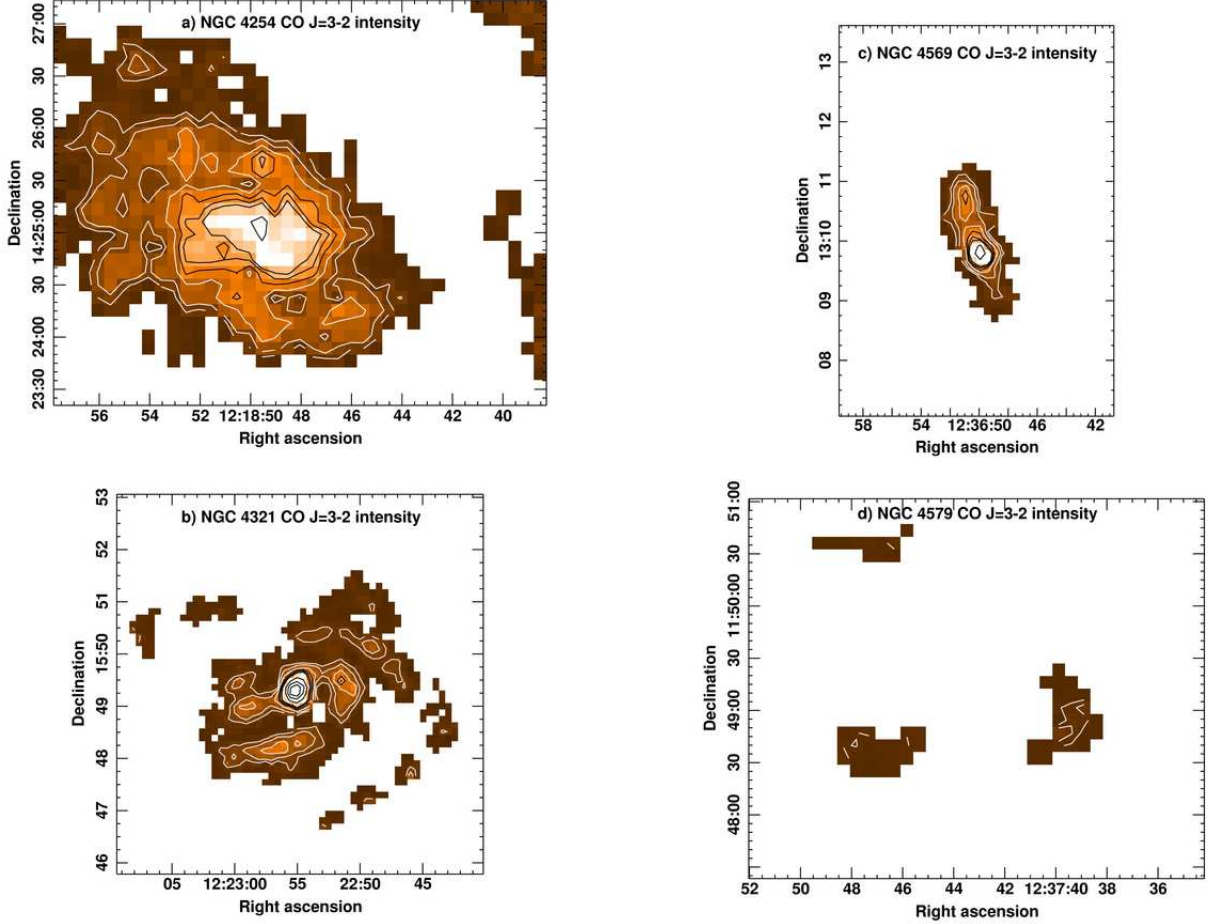 a) NGC 4254 CO J=3-2 intensity
27:00
30
26:00
30
14:25:00
30
24:00
23:30
Declination
56 54 52 12:18:50 48 46 44 42 40
Right ascension
c) NGC 4569 CO J=3-2 intensity
13
12
11
13:10
09
08
Declination
58 54 12:36:50 46 42
Right ascension
b) NGC 4321 CO J=3-2 intensity
53
52
51
15:50
49
48
47
46
Declination
05 12:23:00 55 22:50 45
Right ascension
d) NGC 4579 CO J=3-2 intensity
51:00
30
11:50:00
30
49:00
30
48:00
Declination
52 50 48 46 44 42 12:37:40 38 36
Right ascension